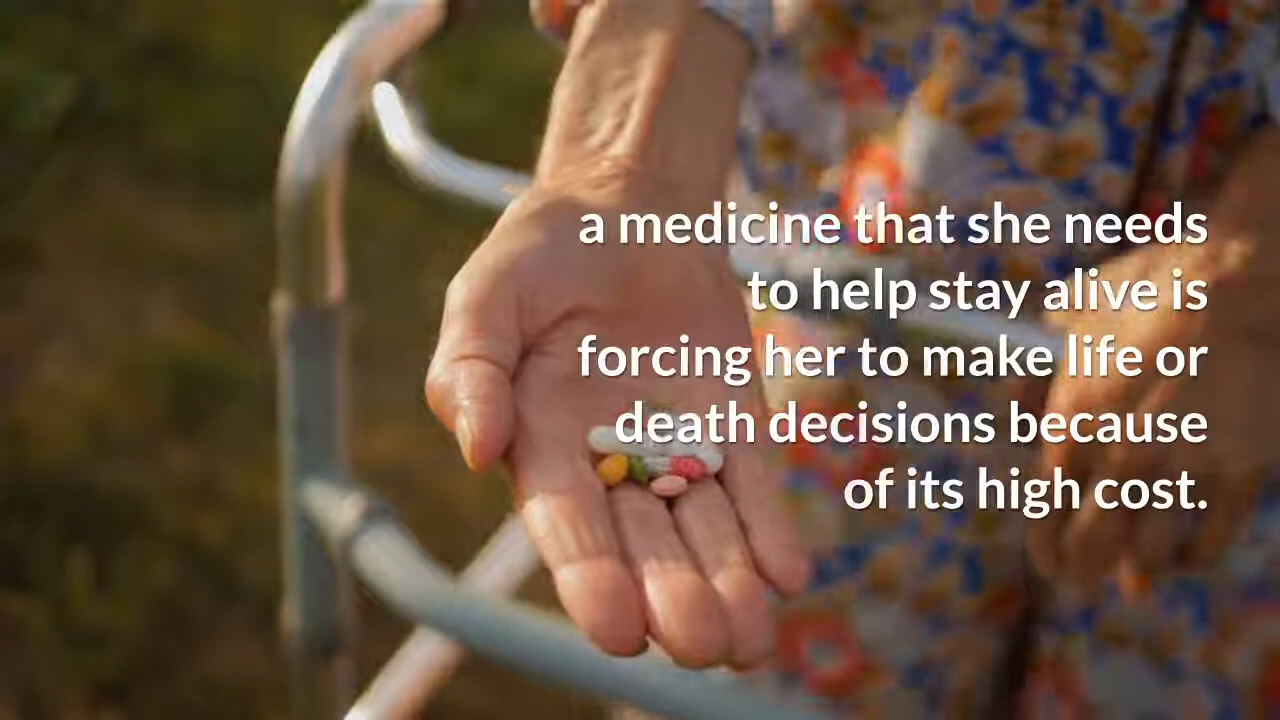 a medicine that she needs
to help stay alive is
forcing her to make life or
death decisions because
of its high cost.